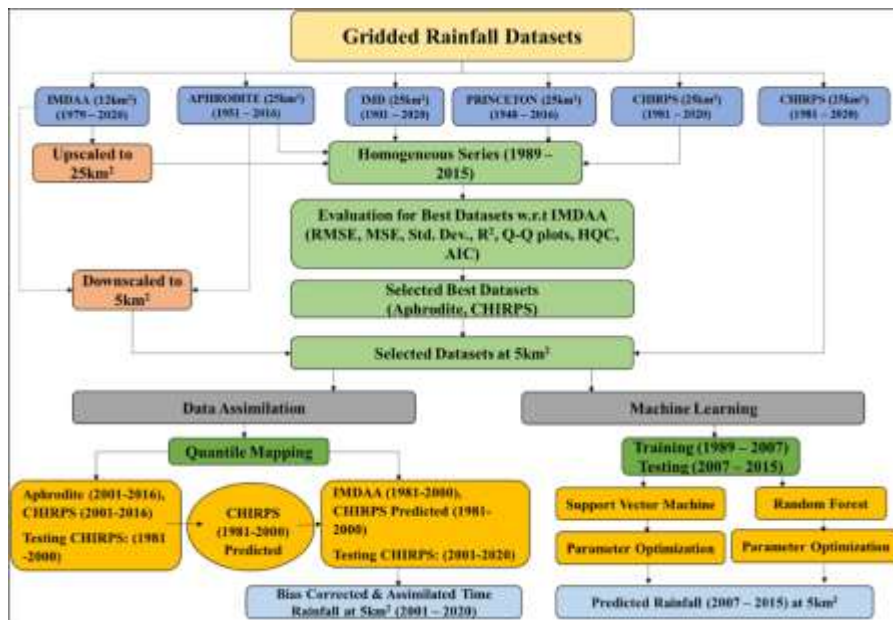 Gridded Rainfall Datasets
IMDAA (12km²)
(1979 – 2020)
APHRODITE (25km²)
(1951 – 2016)
IMD (25km²)
(1901 – 2020)
PRINCETON (25km²)
(1948 – 2016)
CHIRPS (25km²)
(1981 – 2020)
CHIRPS
(1981 – 2020)
Upscaled to
25km²
Homogeneous Series (1989 –
2015)
Evaluation for Best Datasets w.r.t IMDAA
(RMSE, MSE, Std. Dev., R², Q-Q plots, HQC,
AIC)
Downscaled to
5km²
Selected Best Datasets
(Aphrodite, CHIRPS)
Selected Datasets at 5km²
Data Assimilation
Machine Learning
Quantile Mapping
Training (1989 – 2007)
Testing (2007 – 2015)
Aphrodite (2001-2016),
CHIRPS (2001-2016)
Testing CHIRPS: (1981
-2000)
CHIRPS
(1981-2000)
Predicted
IMDAA (1981-2000),
CHIRPS Predicted (1981-
2000)
Testing CHIRPS: (2001-2020)
Support Vector Machine
Random Forest
Parameter Optimization
Parameter Optimization
Bias Corrected & Assimilated Time
Rainfall at 5km² (2001 – 2020)
Predicted Rainfall (2007 – 2015) at 5km²